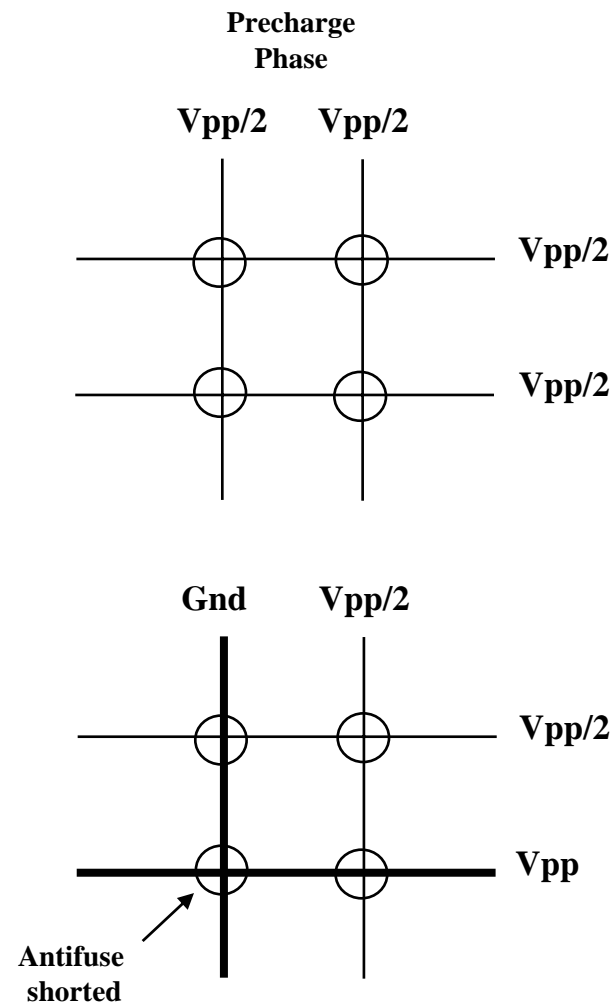 Precharge
Phase
Vpp/2 Vpp/2
Vpp/2
Vpp/2
Gnd Vpp/2
Vpp/2
Vpp
Antifuse
shorted